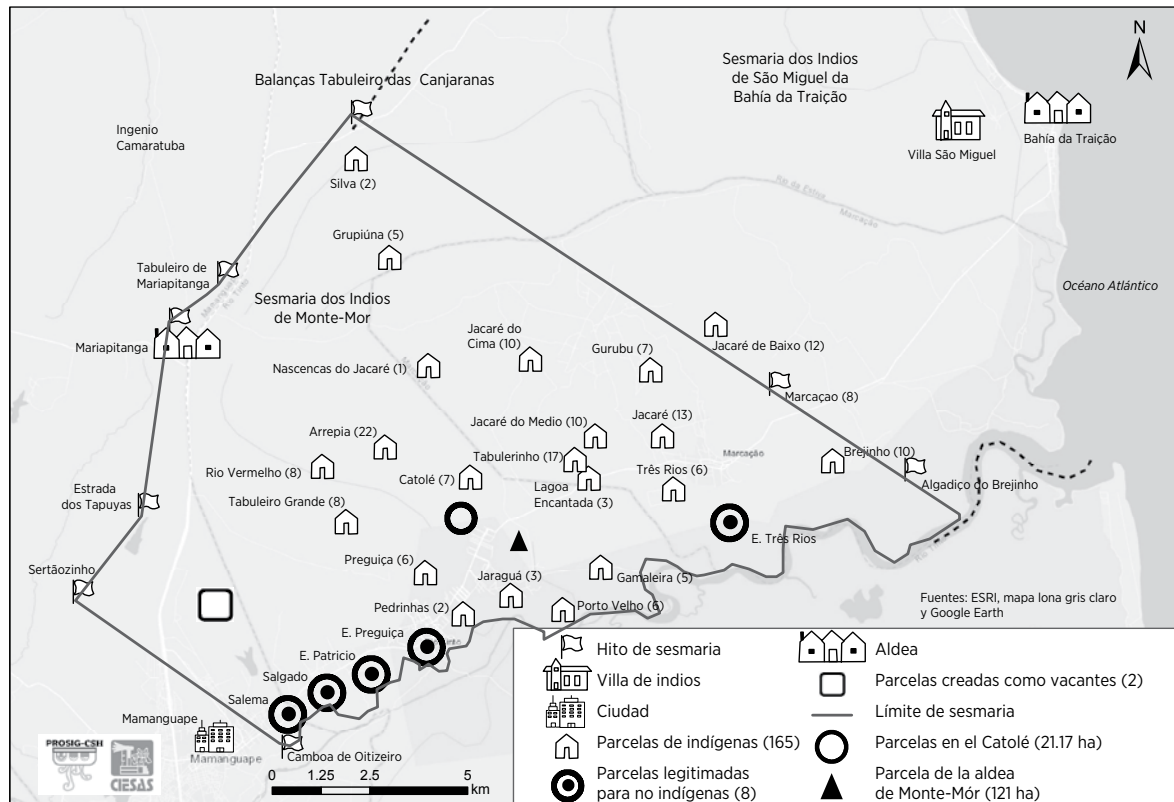 N
Sesmaria dos Indios
de São Miguel da
Bahía da Traição
Balanças Tabuleiro das Canjaranas
Ingenio
Camaratuba
Villa São Miguel
Bahía da Traição
Silva (2)
Marcação
Grupiúna (5)
Tabuleiro de
Mariapitanga
Océano Atlántico
Sesmaria dos Indios
de Monte-Mor
Mariapitanga
Jacaré do
Cima (10)
Gurubu (7)
Jacaré de Baixo (12)
Nascencas do Jacaré (1)
Marcaçao (8)
Arrepia (22)
Jacaré do Medio (10)
Jacaré (13)
Rio Vermelho (8)
Catolé (7)
Tabulerinho (17)
Três Rios (6)
Marcação
Brejinho (10)
Lagoa
Encantada (3)
Algadiço do Brejinho
Estrada
dos Tapuyas
Tabuleiro Grande (8)
E. Três Rios
Preguiça (6)
Gamaleira (5)
Sertãozinho
Jaraguá (3)
Pedrinhas (2)
Porto Velho (6)
Fuentes: ESRI, mapa lona gris claro
y Google Earth
E. Preguiça
E. Patricio
Salgado
Salema
Mamanguape
Mamanguape
Camboa de Oitizeiro
PROSIG-CSH
CIESAS
0 1.25 2.5 5
km
Hito de sesmaria
Villa de indios
Ciudad
Parcelas de indígenas (165)
Parcelas legitimadas
para no indígenas (8)
Aldea
Parcelas creadas como vacantes (2)
Límite de sesmaria
Parcelas en el Catolé (21.17 ha)
Parcela de la aldea
de Monte-Mór (121 ha)